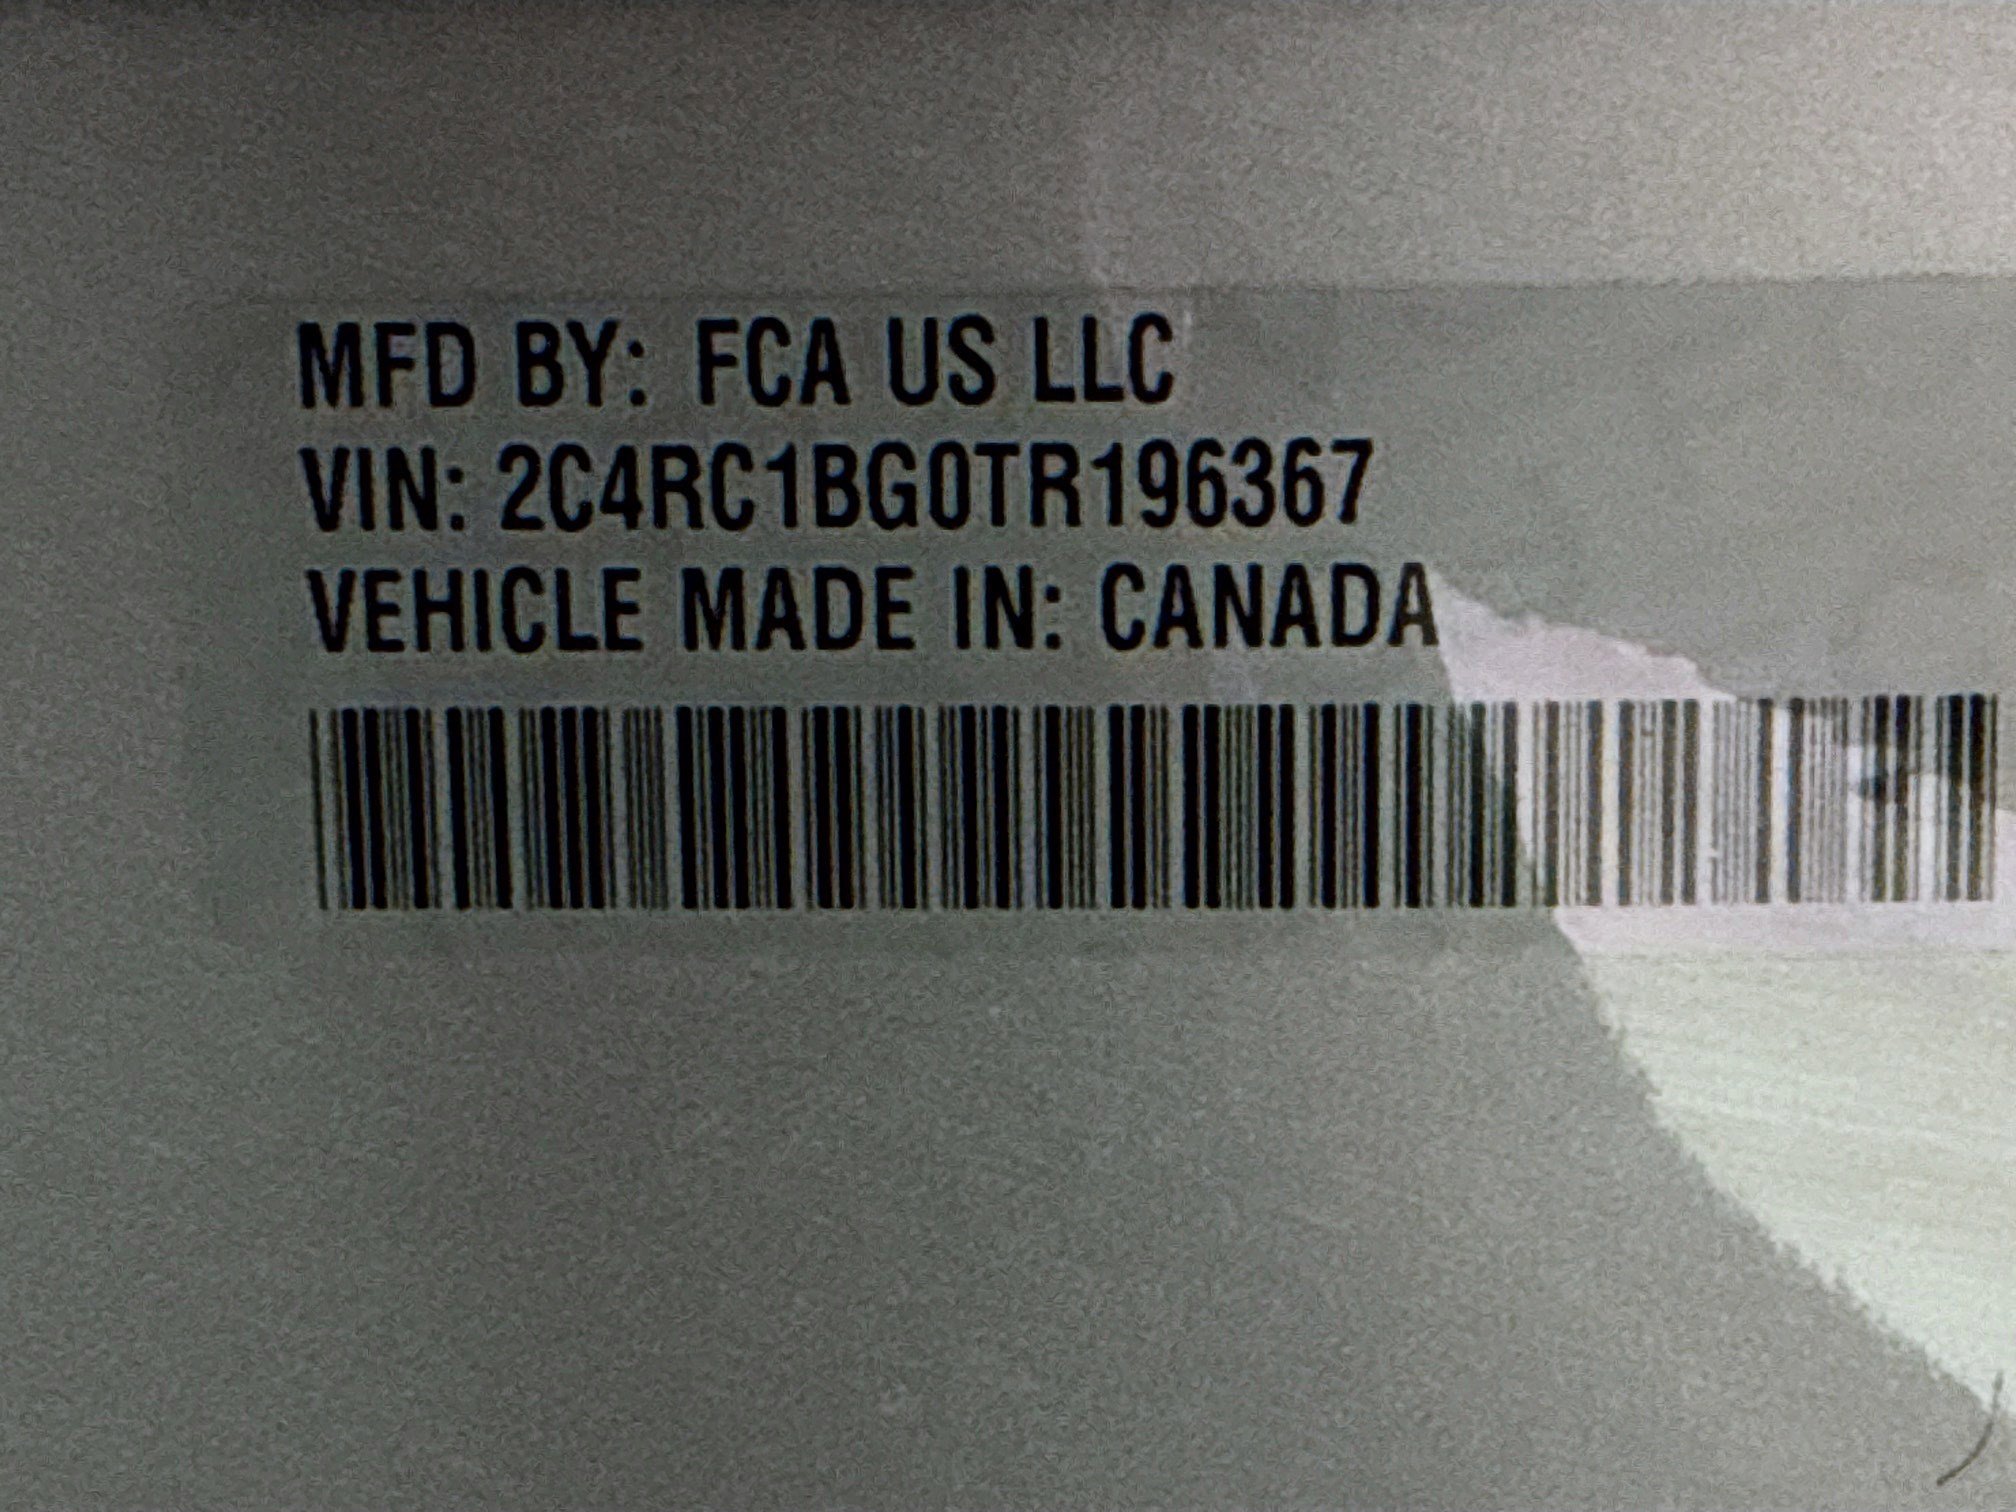 MFD BY: FCA US LLC
VIN: 2C4RC1BG0TR196367
VEHICLE MADE IN: CANADA